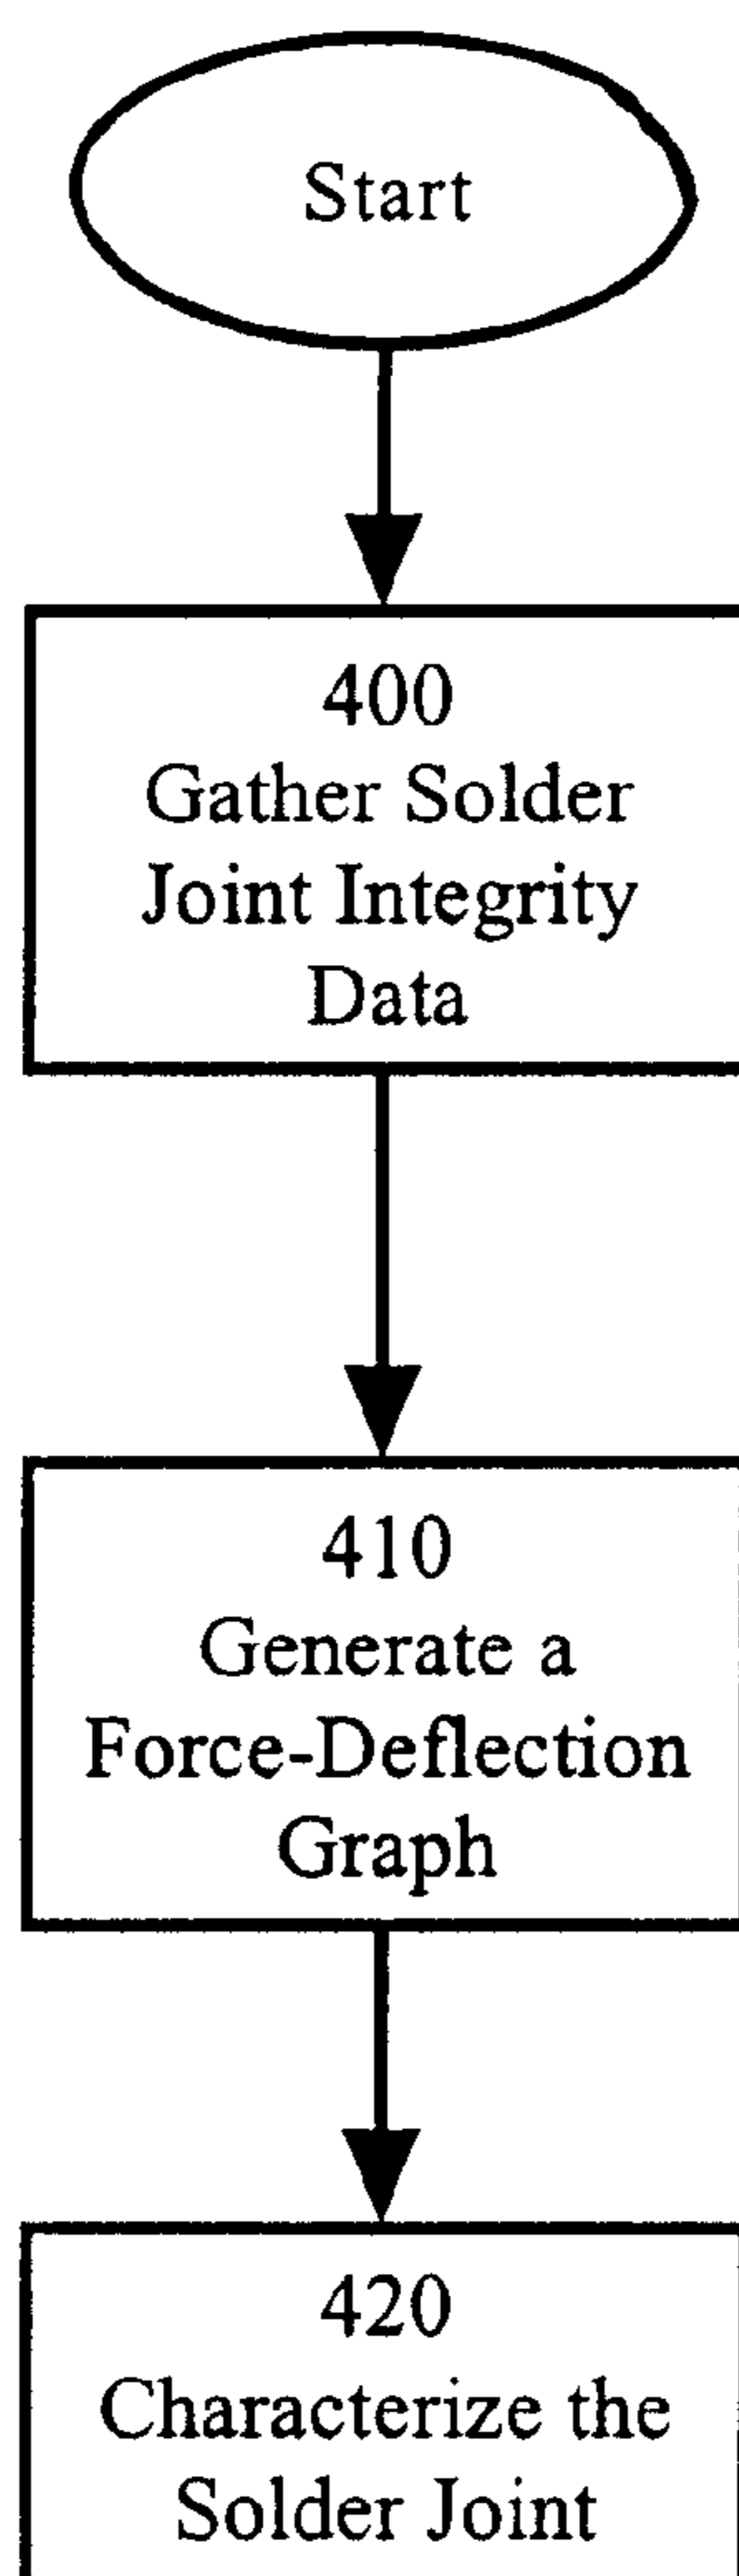 Start
400
Gather Solder
Joint Integrity
Data
410
Generate a
Force-Deflection
Graph
420
Characterize the
Solder Joint